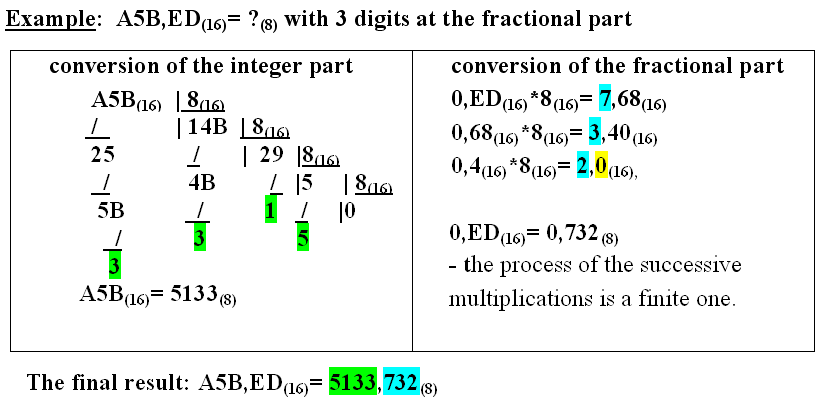 Example: A5B,ED(16)= ?(8) with 3 digits at the fractional part
conversion of the integer part
A5B(16) | 8(16)
/ | 14B | 8(16)
25 / | 29 |8(16)
/ 4B / |5 | 8(16)
5B / 1 / |0
/ 3 5
3
A5B(16)= 5133(8)
conversion of the fractional part
0,ED(16)*8(16)= 7,68(16)
0,68(16)*8(16)= 3,40(16)
0,4(16)*8(16)= 2,0(16),
0,ED(16)= 0,732(8)
- the process of the successive
multiplications is a finite one.
The final result: A5B,ED(16)= 5133,732(8)